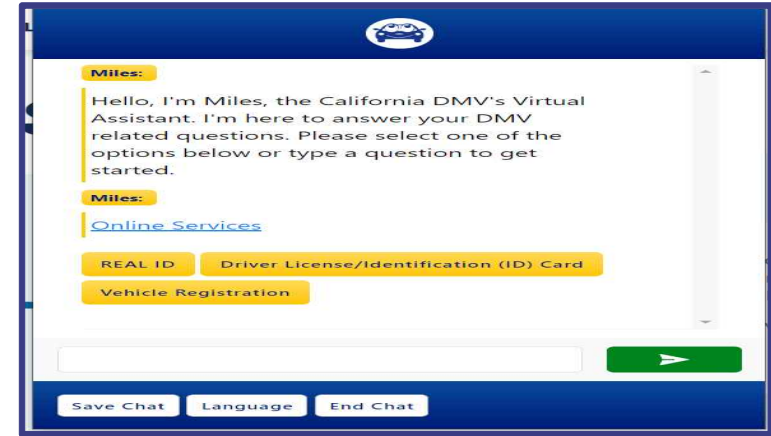 Miles:
Hello, I'm Miles, the California DMV's Virtual
Assistant. I'm here to answer your DMV
related questions. Please select one of the
options below or type a question to get
started.
Miles:
Online Services
REAL ID Driver License/Identification (ID) Card
Vehicle Registration
Save Chat Language End Chat